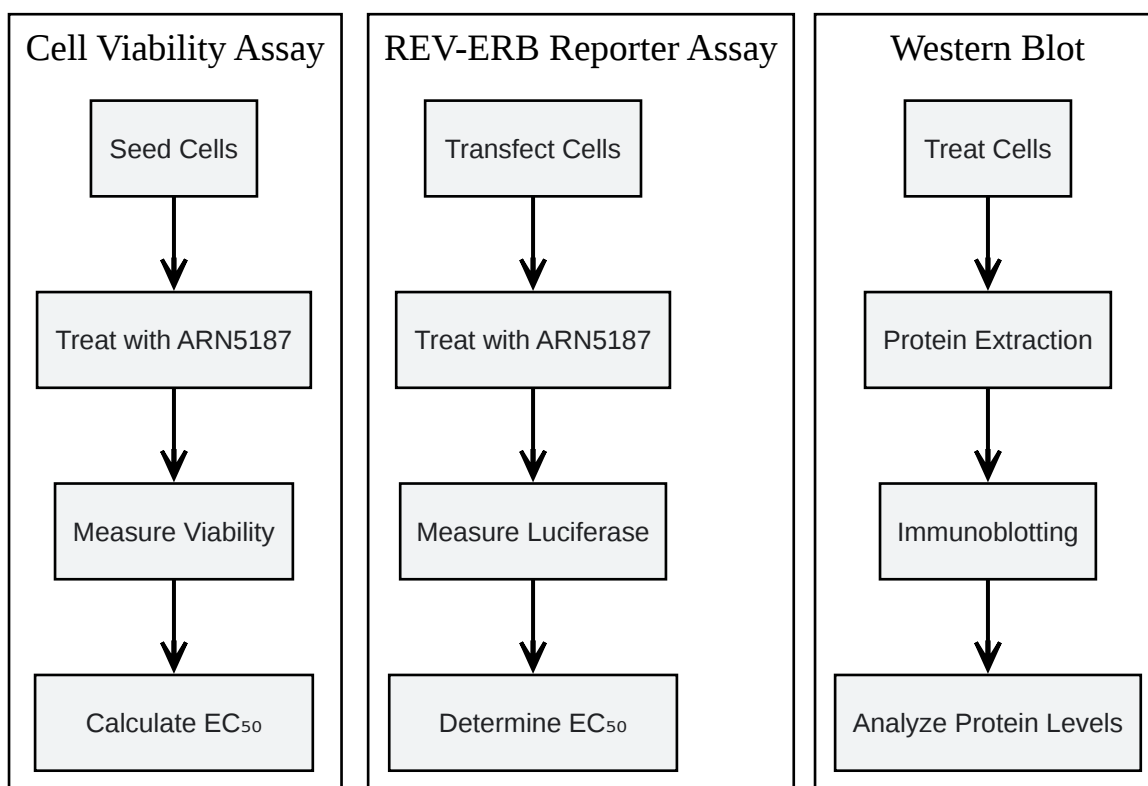 Cell Viability Assay
Seed Cells
Treat with ARN5187
Measure Viability
Calculate EC₅₀
REV-ERB Reporter Assay
Transfect Cells
Treat with ARN5187
Measure Luciferase
Determine EC₅₀
Western Blot
Treat Cells
Protein Extraction
Immunoblotting
Analyze Protein Levels